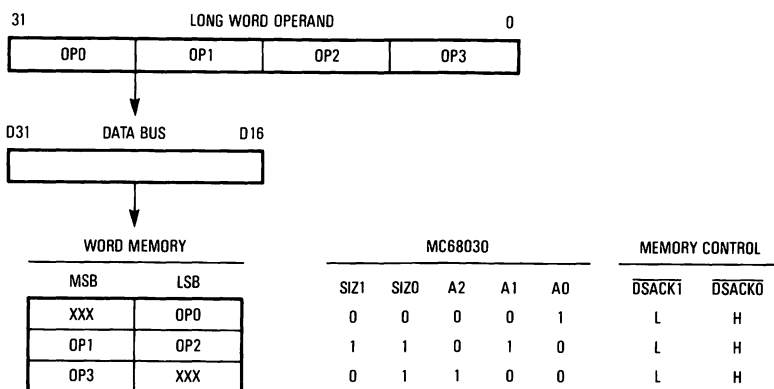 31 LONG WORD OPERAND 0
OP0 OP1 OP2 OP3
D31 DATA BUS D16
WORD MEMORY MC68030 MEMORY CONTROL
MSB LSB SIZ1 SIZ0 A2 A1 A0 DSACK1 DSACK0
XXX OP0 0 0 0 0 1 L H
OP1 OP2 1 1 0 1 0 L H
OP3 XXX 0 1 1 0 0 L H